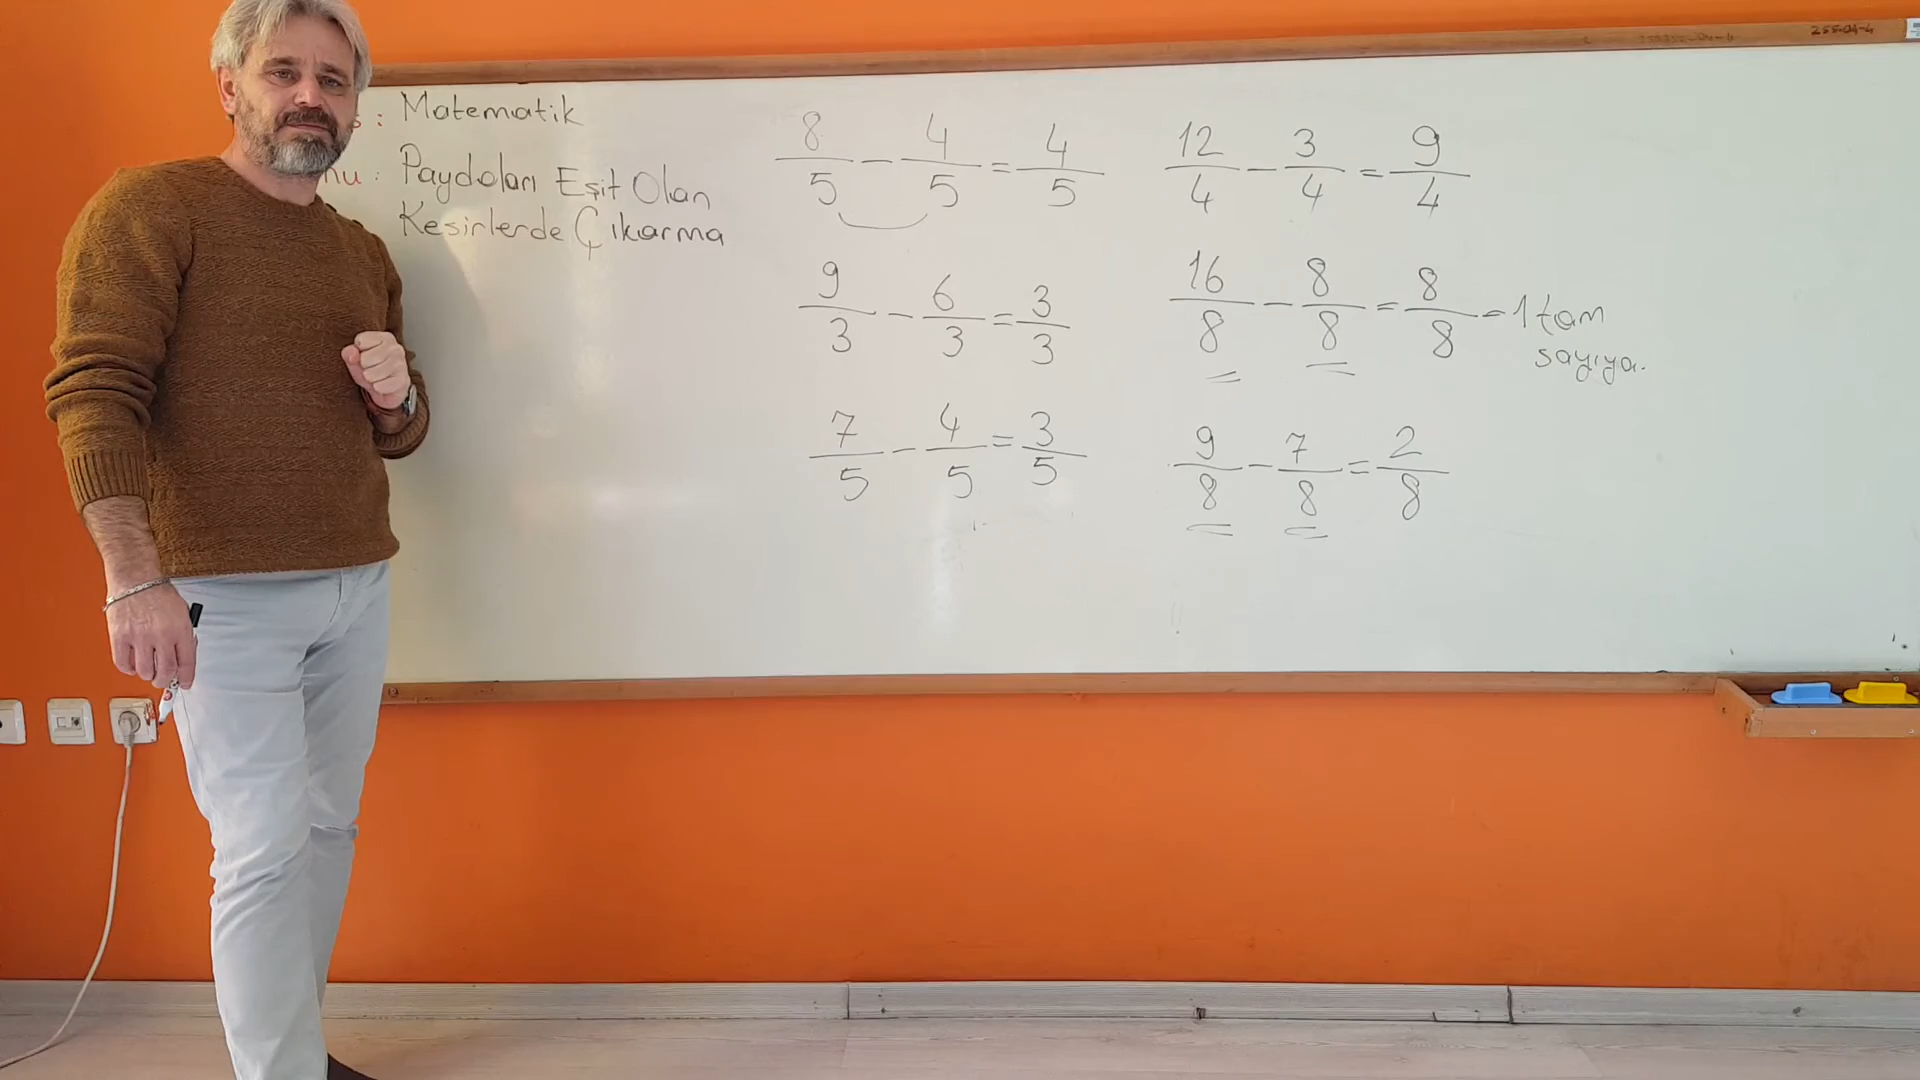 : Matematik
nu : Paydaları Eşit Olan
Kesirlerde Çıkarma
8/5 - 4/5 = 4/5
9/3 - 6/3 = 3/3
7/5 - 4/5 = 3/5
12/4 - 3/4 = 9/4
16/8 - 8/8 = 8/8 = 1 tam
sayıya.
9/8 - 7/8 = 2/8